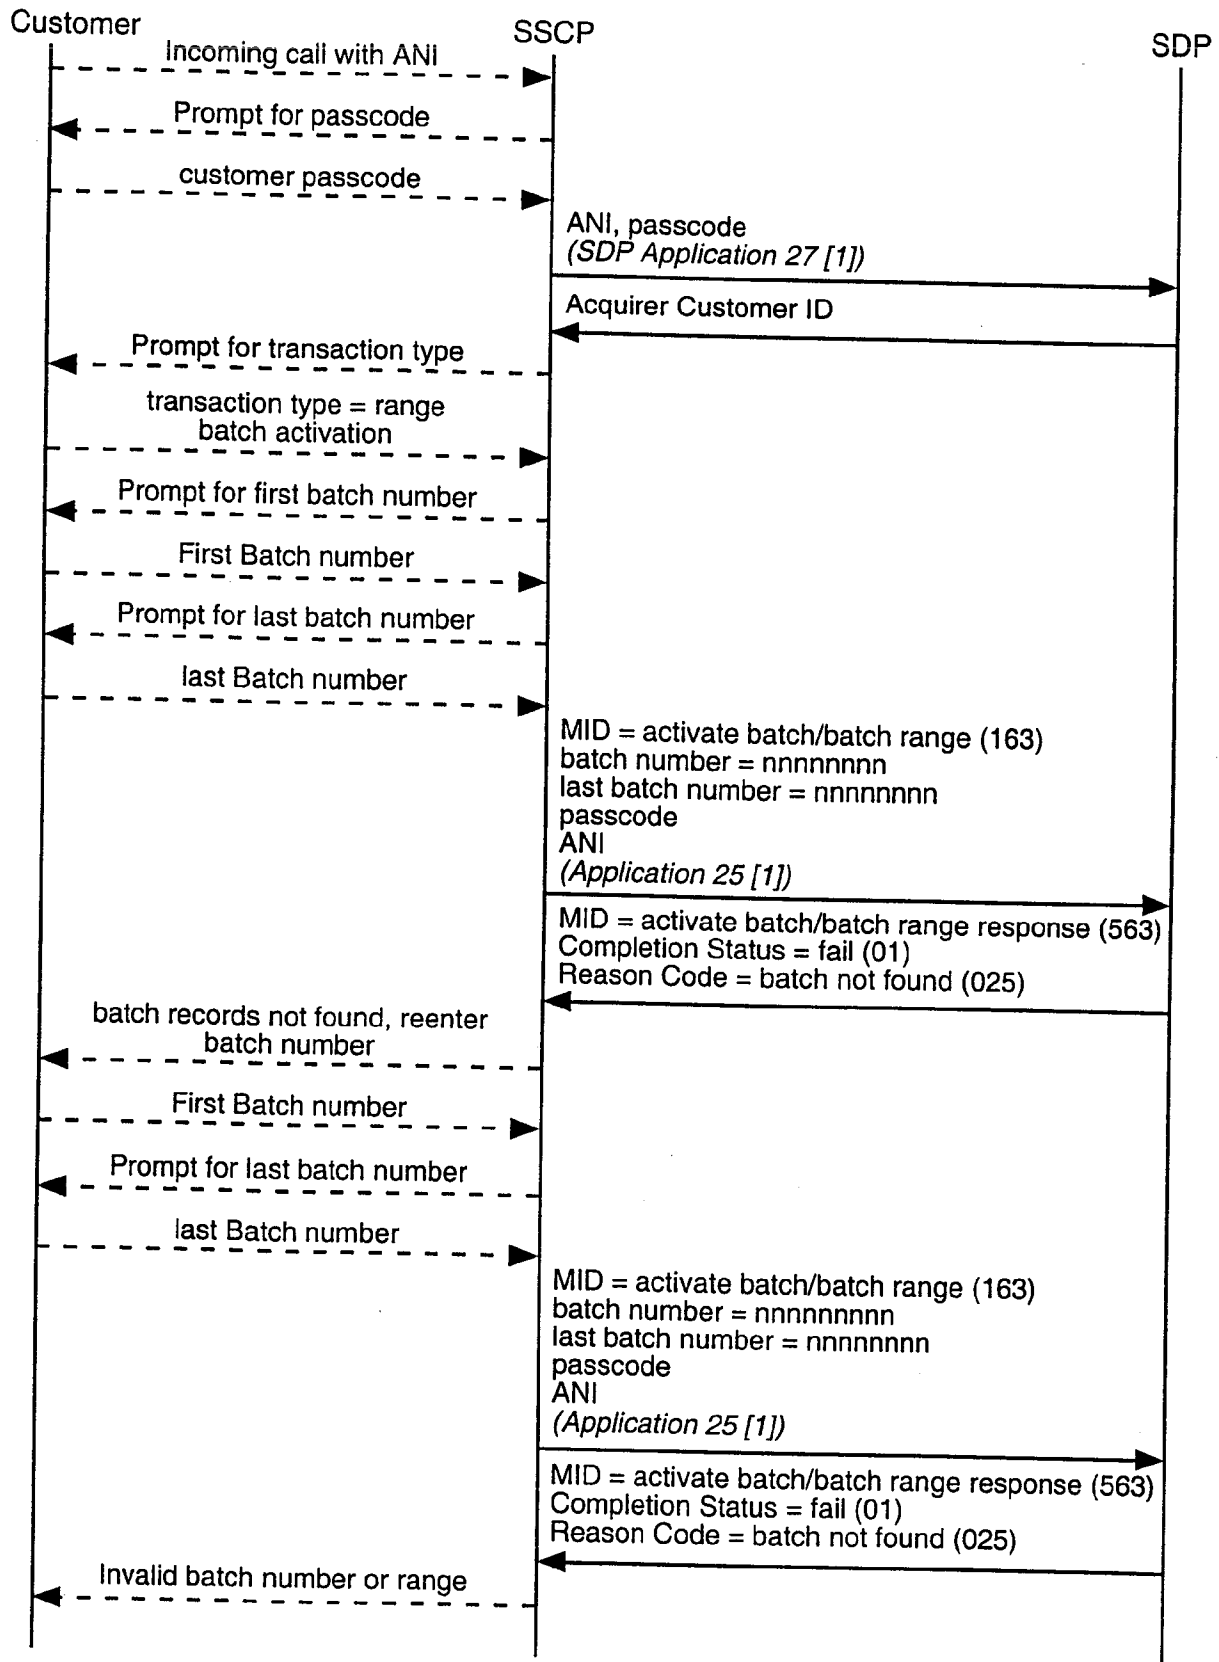 Customer
SSCP
SDP
Incoming call with ANI
Prompt for passcode
customer passcode
ANI, passcode
(SDP Application 27 [1])
Acquirer Customer ID
Prompt for transaction type
transaction type = range
batch activation
Prompt for first batch number
First Batch number
Prompt for last batch number
last Batch number
MID = activate batch/batch range (163)
batch number = nnnnnnnn
last batch number = nnnnnnnn
passcode
ANI
(Application 25 [1])
MID = activate batch/batch range response (563)
Completion Status = fail (01)
Reason Code = batch not found (025)
batch records not found, reenter
batch number
First Batch number
Prompt for last batch number
last Batch number
MID = activate batch/batch range (163)
batch number = nnnnnnnnn
last batch number = nnnnnnnn
passcode
ANI
(Application 25 [1])
MID = activate batch/batch range response (563)
Completion Status = fail (01)
Reason Code = batch not found (025)
Invalid batch number or range